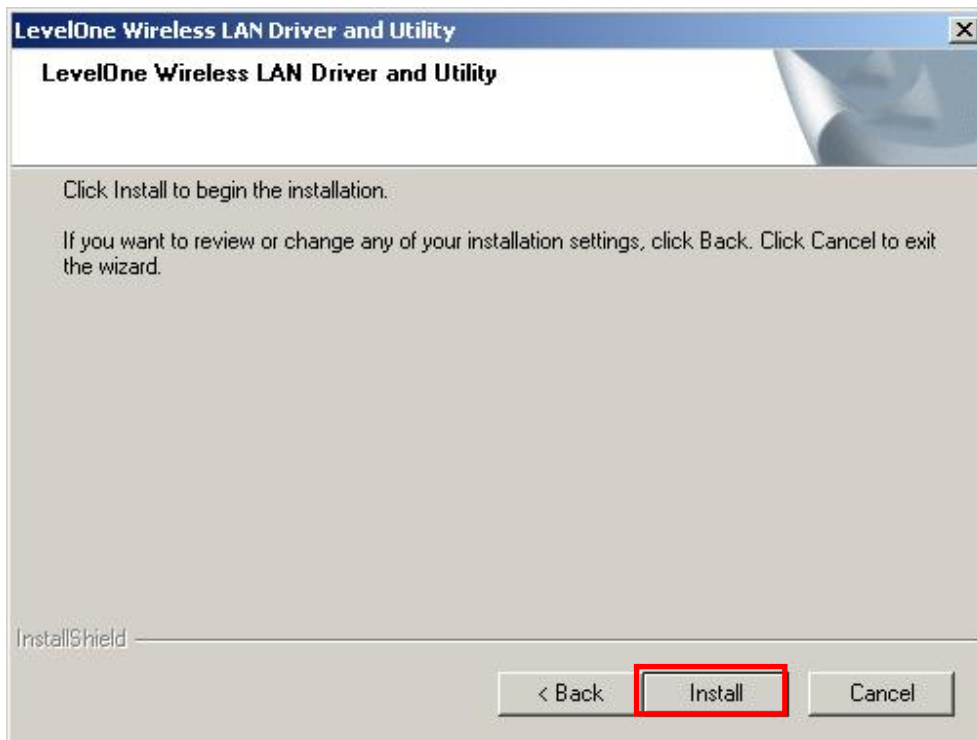 LevelOne Wireless LAN Driver and Utility
LevelOne Wireless LAN Driver and Utility
Click Install to begin the installation.
If you want to review or change any of your installation settings, click Back. Click Cancel to exit
the wizard.
InstallShield
< Back
Install
Cancel